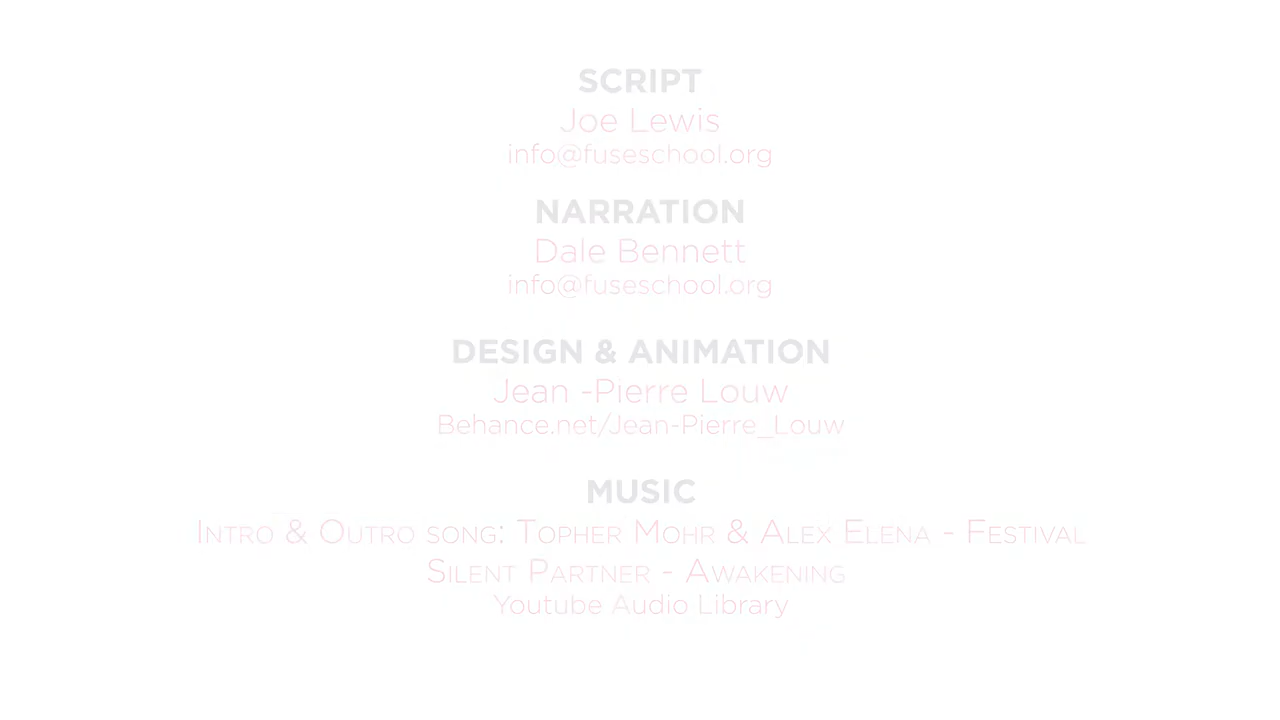 SCRIPT
Joe Lewis
info@fuseschool.org
NARRATION
Dale Bennett
info@fuseschool.org
DESIGN & ANIMATION
Jean -Pierre Louw
Behance.net/Jean-Pierre_Louw
MUSIC
Intro & Outro song: Topher Mohr & Alex Elena - Festival
Silent Partner - Awakening
Youtube Audio Library